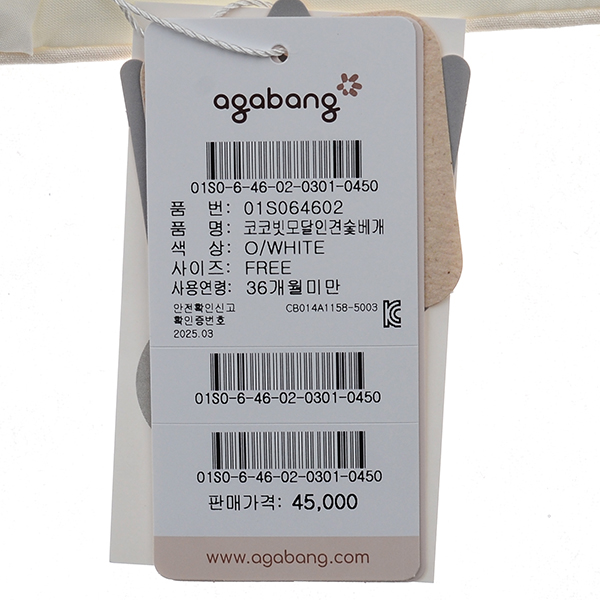 agabang
01S0-6-46-02-0301-0450
품 번: 01S064602
품 명: 코코빗모달인견숯베개
색 상: O/WHITE
사이즈: FREE
사용연령: 36개월미만
안전확인신고 CB014A1158-5003
확인증번호
2025.03
01S0-6-46-02-0301-0450
01S0-6-46-02-0301-0450
판매가격: 45,000
www.agabang.com